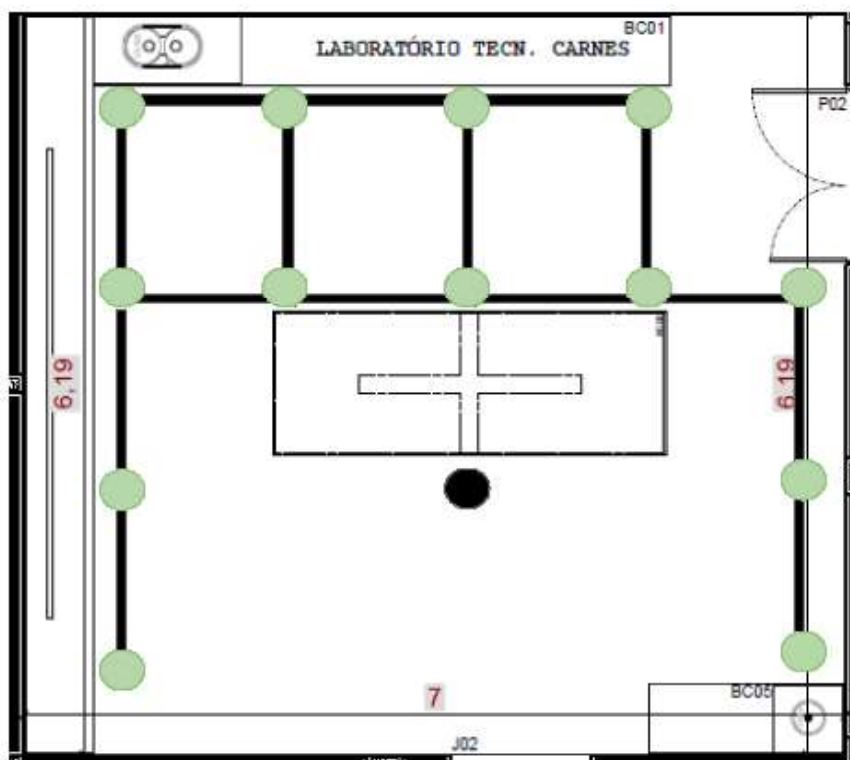 BC01
LABORATÓRIO TECN. CARNES
P02
6,19
6,19
7
BC05
J02